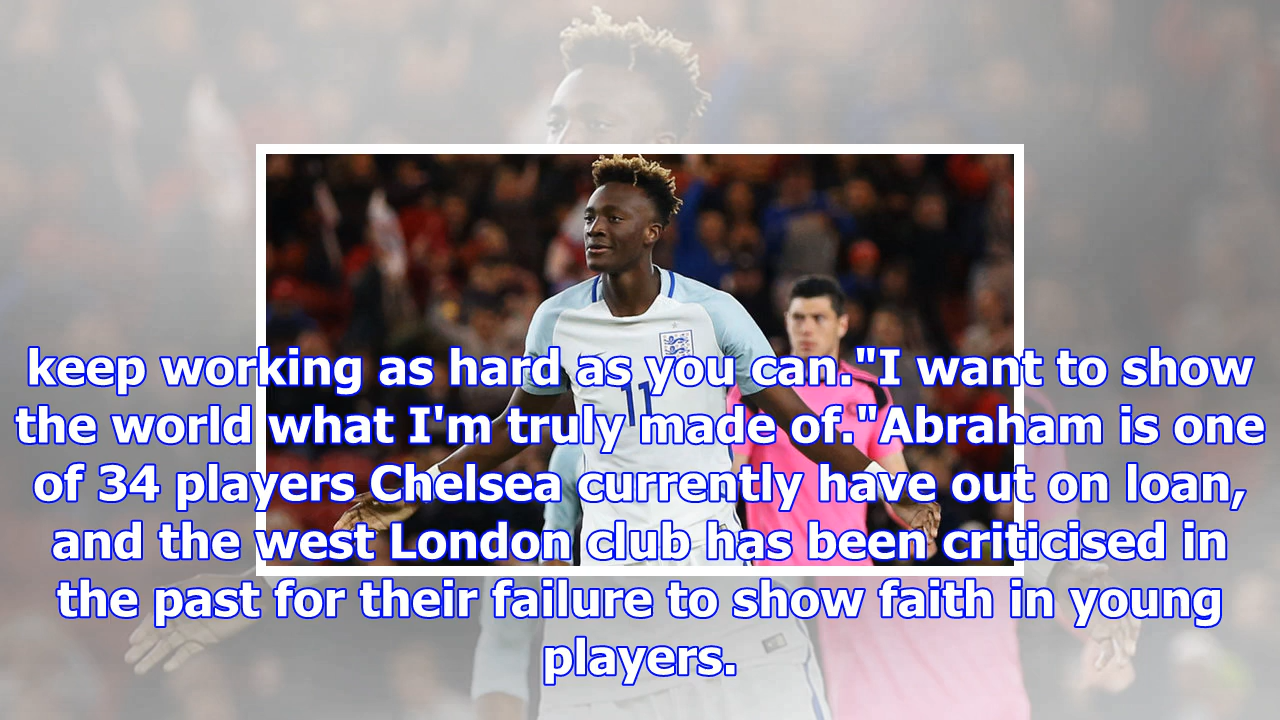 keep working as hard as you can."I want to show
the world what I'm truly made of."Abraham is one
of 34 players Chelsea currently have out on loan,
and the west London club has been criticised in
the past for their failure to show faith in young
players.
11